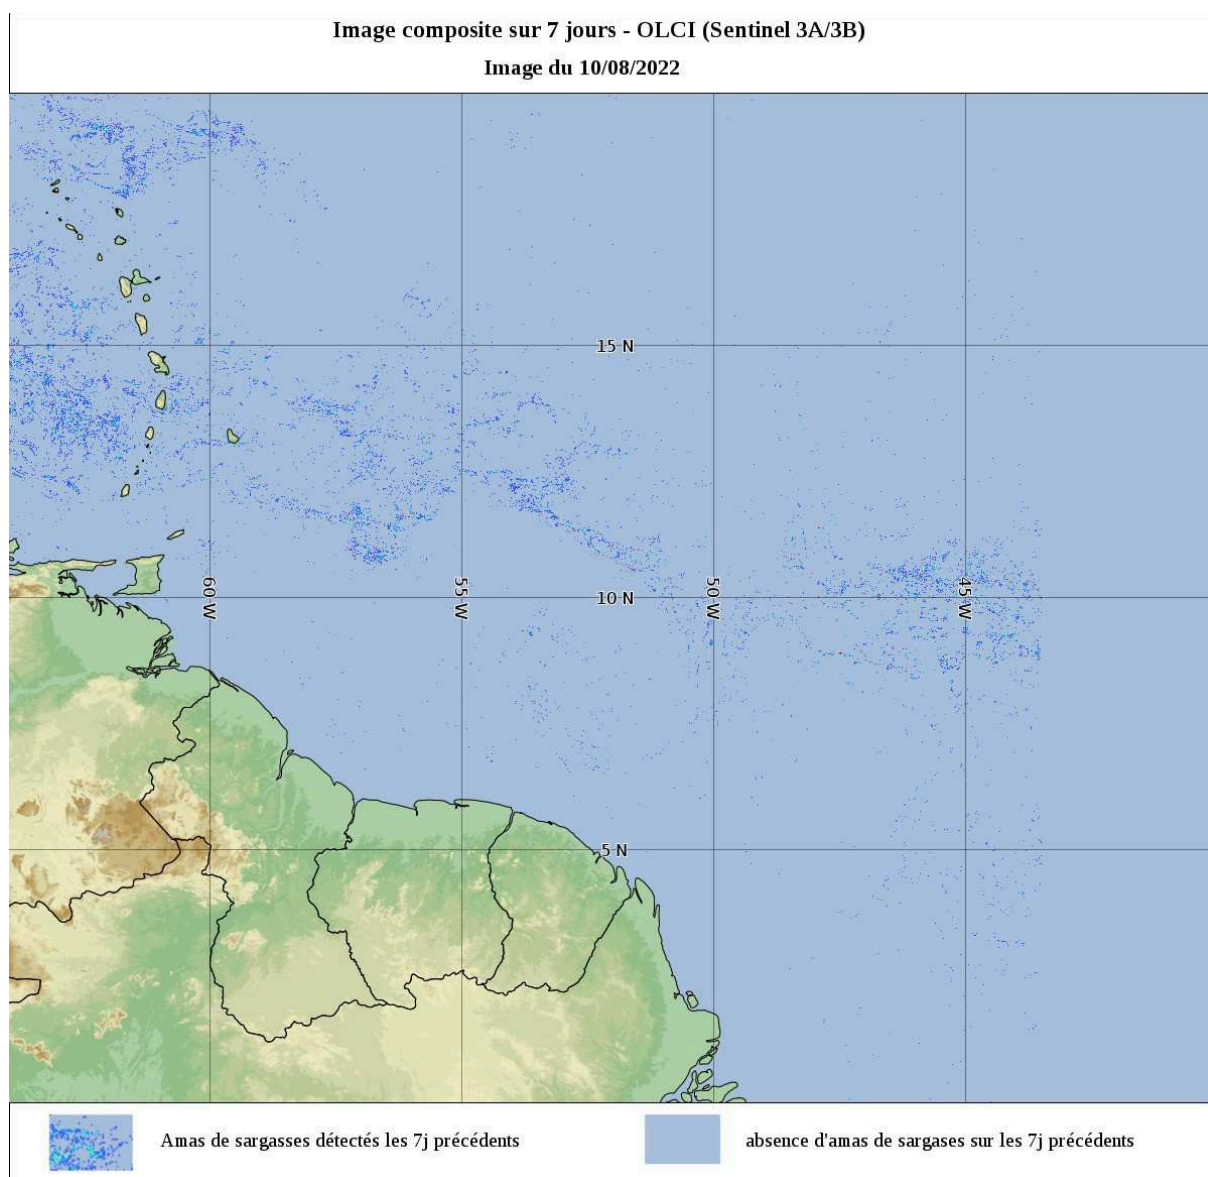 Image composite sur 7 jours - OLCI (Sentinel 3A/3B)
Image du 10/08/2022
15 N
60 W
55 W
10 N
50 W
45 W
5 N
Amas de sargasses détectés les 7j précédents
absence d'amas de sargases sur les 7j précédents